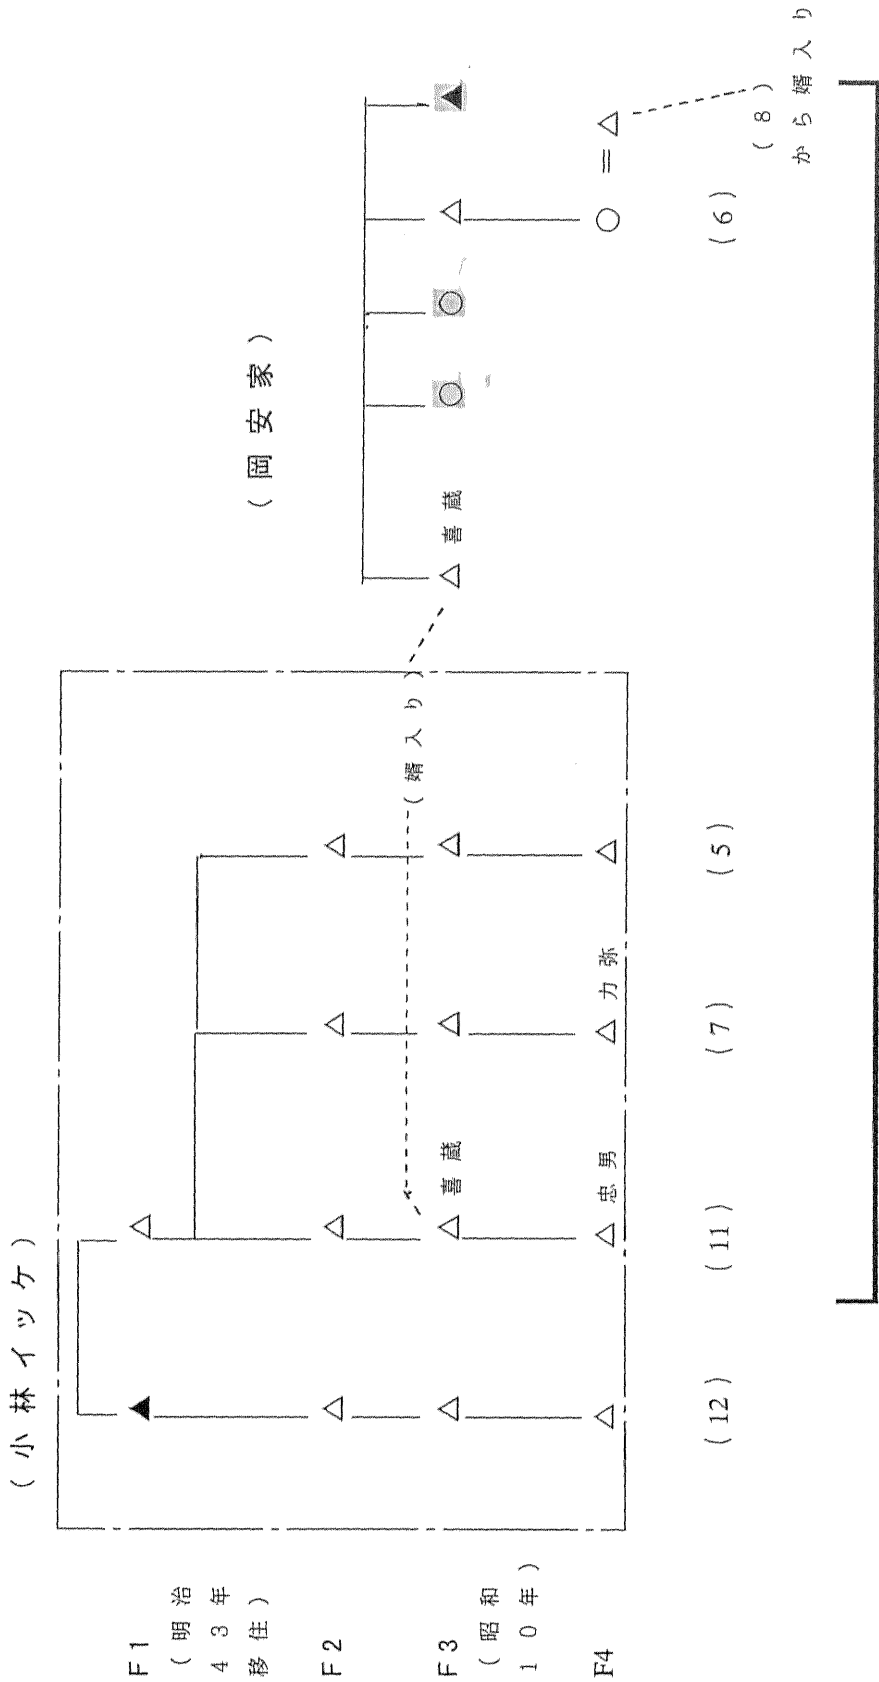 (小林イッケ)
(岡安家)
F1
(明治
43年
移住)
F2
F3
(昭和
10年)
F4
(婿入り)
喜蔵
喜蔵
忠男
力弥
(12)
(11)
(7)
(5)
(6)
(8)
から婿入り